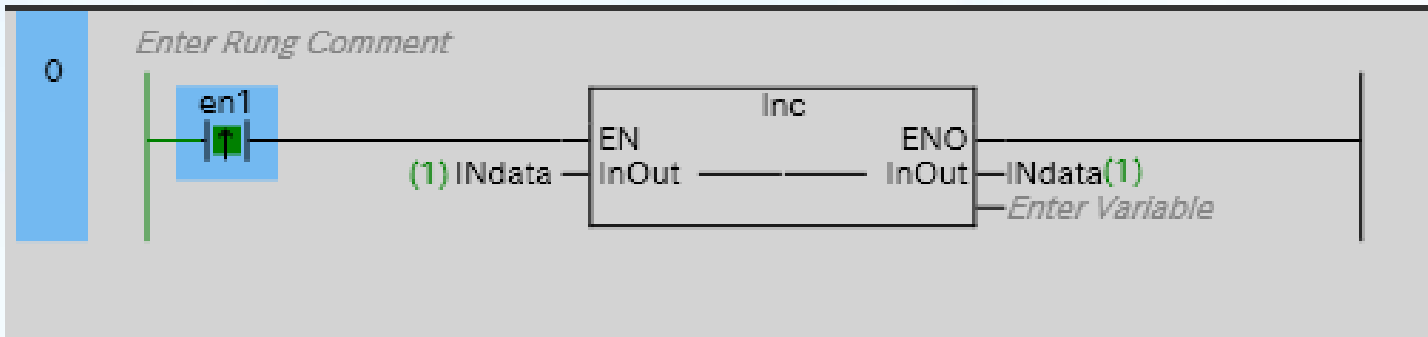 Enter Rung Comment
0
en1
Inc
EN ENO
(1) INdata InOut InOut INdata(1)
Enter Variable